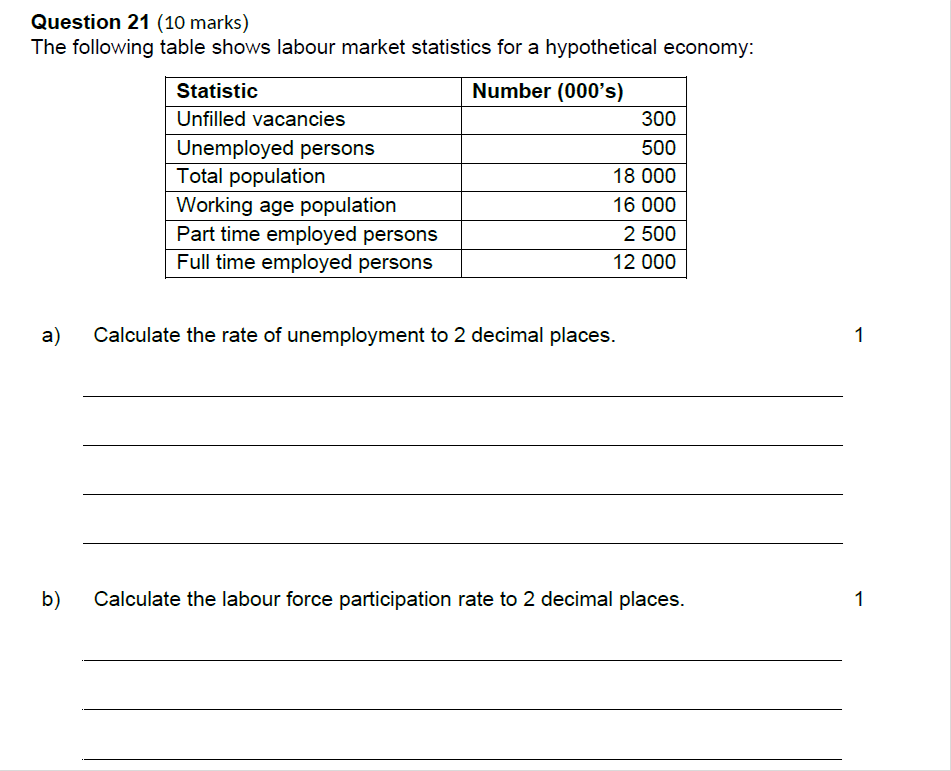 Question 21 (10 marks)
The following table shows labour market statistics for a hypothetical economy:
Statistic Number (000’s)
Unfilled vacancies 300
Unemployed persons 500
Total population 18 000
Working age population 16 000
Part time employed persons 2 500
Full time employed persons 12 000
a) Calculate the rate of unemployment to 2 decimal places. 1
b) Calculate the labour force participation rate to 2 decimal places. 1